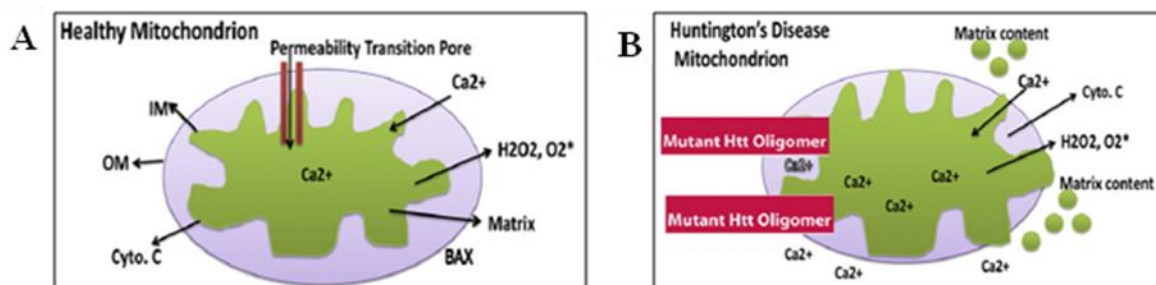 A
Healthy Mitochondrion
Permeability Transition Pore
Ca2+
IM
H2O2, O2*
OM
Ca2+
Matrix
Cyto. C
BAX
B
Huntington's Disease
Mitochondrion
Matrix content
Ca2+
Cyto. C
Mutant Htt Oligomer
H2O2, O2*
Ca2+
Ca2+
Ca2+
Matrix content
Ca2+
Mutant Htt Oligomer
Ca2+
Ca2+
Ca2+